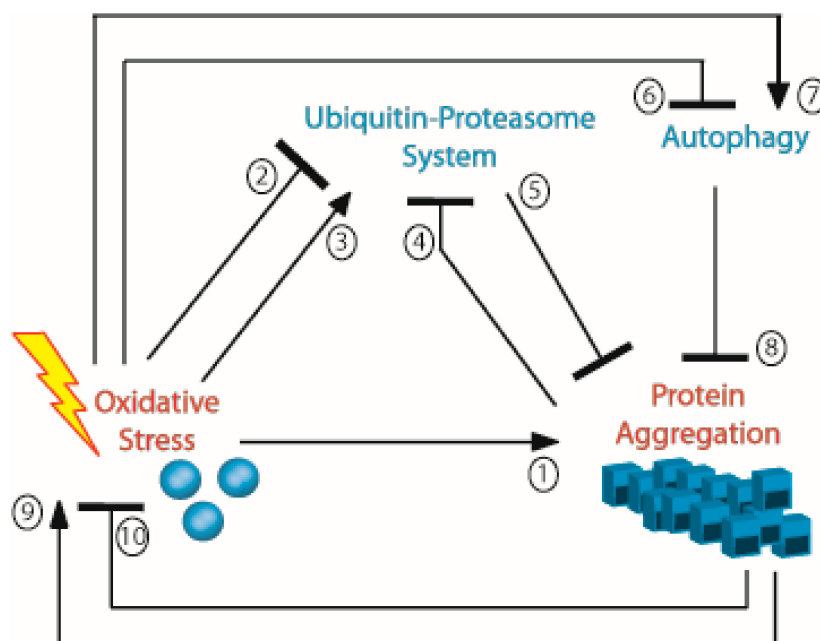 ⑥
⑦
Ubiquitin-Proteasome
System
Autophagy
②
③
④
⑤
⑧
Oxidative
Stress
Protein
Aggregation
①
⑨
⑩